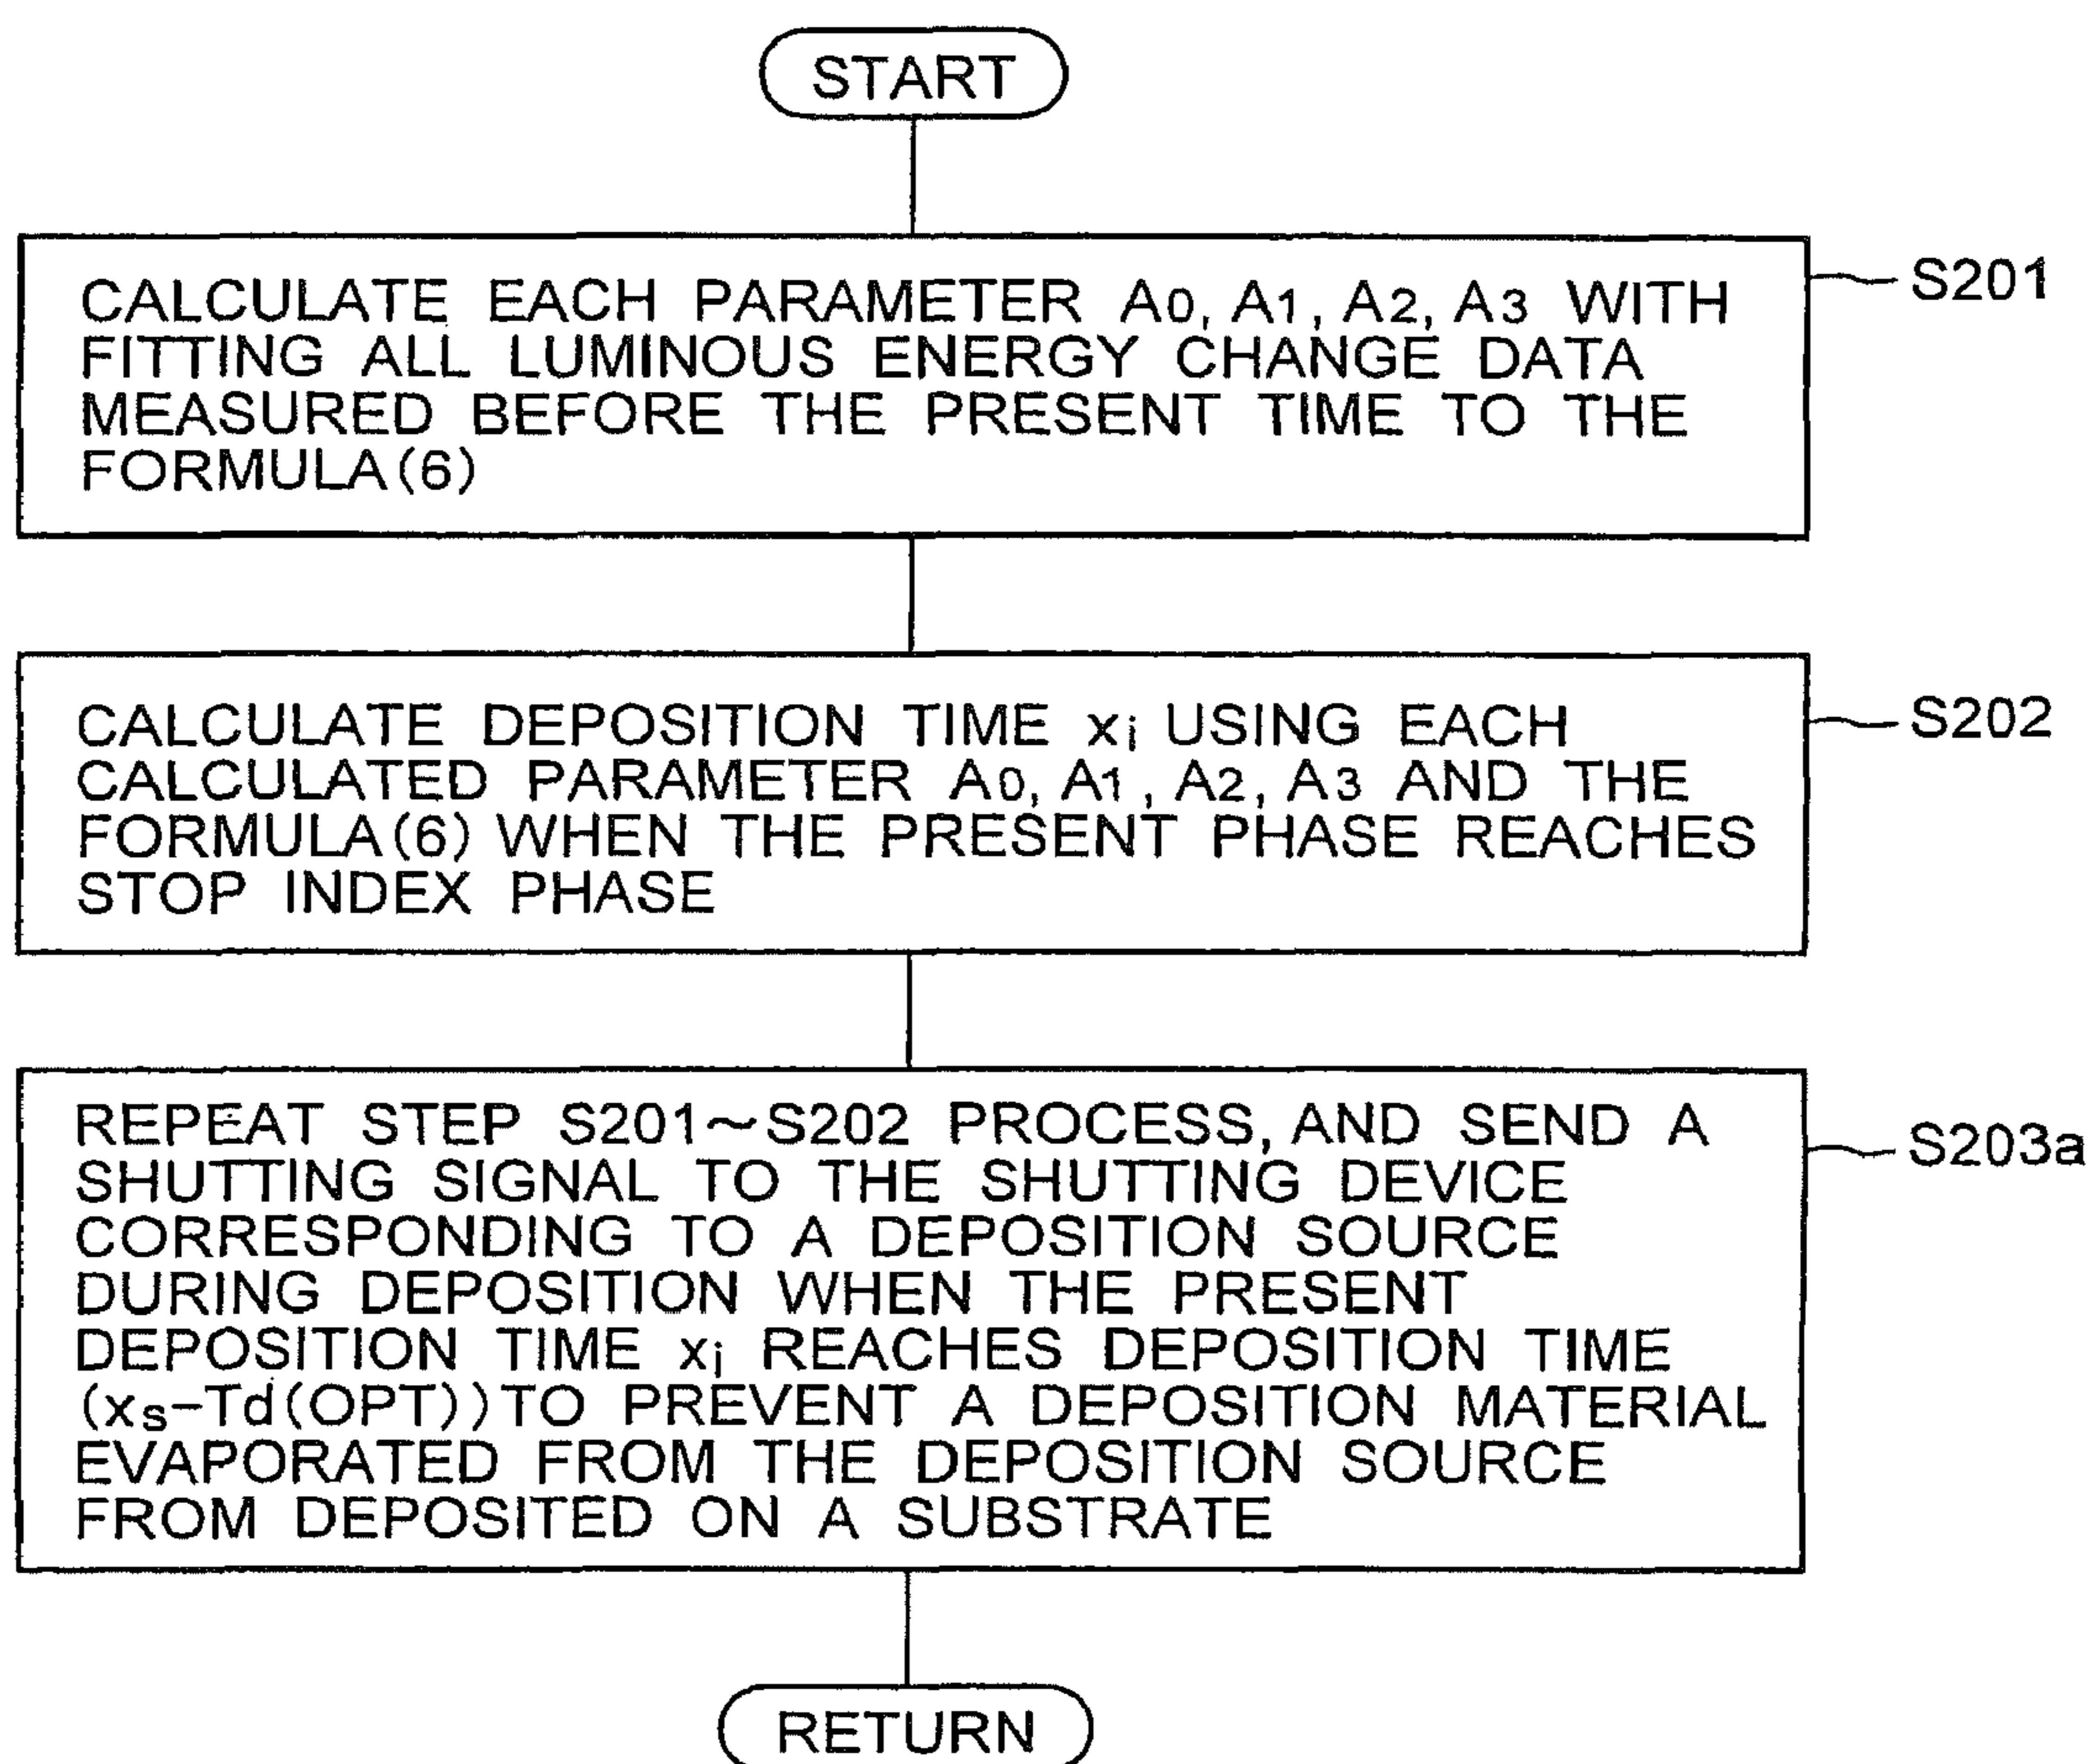 START
S201
CALCULATE EACH PARAMETER A0, A1, A2, A3 WITH
FITTING ALL LUMINOUS ENERGY CHANGE DATA
MEASURED BEFORE THE PRESENT TIME TO THE
FORMULA(6)
S202
CALCULATE DEPOSITION TIME xi USING EACH
CALCULATED PARAMETER A0, A1, A2, A3 AND THE
FORMULA(6) WHEN THE PRESENT PHASE REACHES
STOP INDEX PHASE
S203a
REPEAT STEP S201~S202 PROCESS, AND SEND A
SHUTTING SIGNAL TO THE SHUTTING DEVICE
CORRESPONDING TO A DEPOSITION SOURCE
DURING DEPOSITION WHEN THE PRESENT
DEPOSITION TIME xj REACHES DEPOSITION TIME
(xs-Td(OPT))TO PREVENT A DEPOSITION MATERIAL
EVAPORATED FROM THE DEPOSITION SOURCE
FROM DEPOSITED ON A SUBSTRATE
RETURN